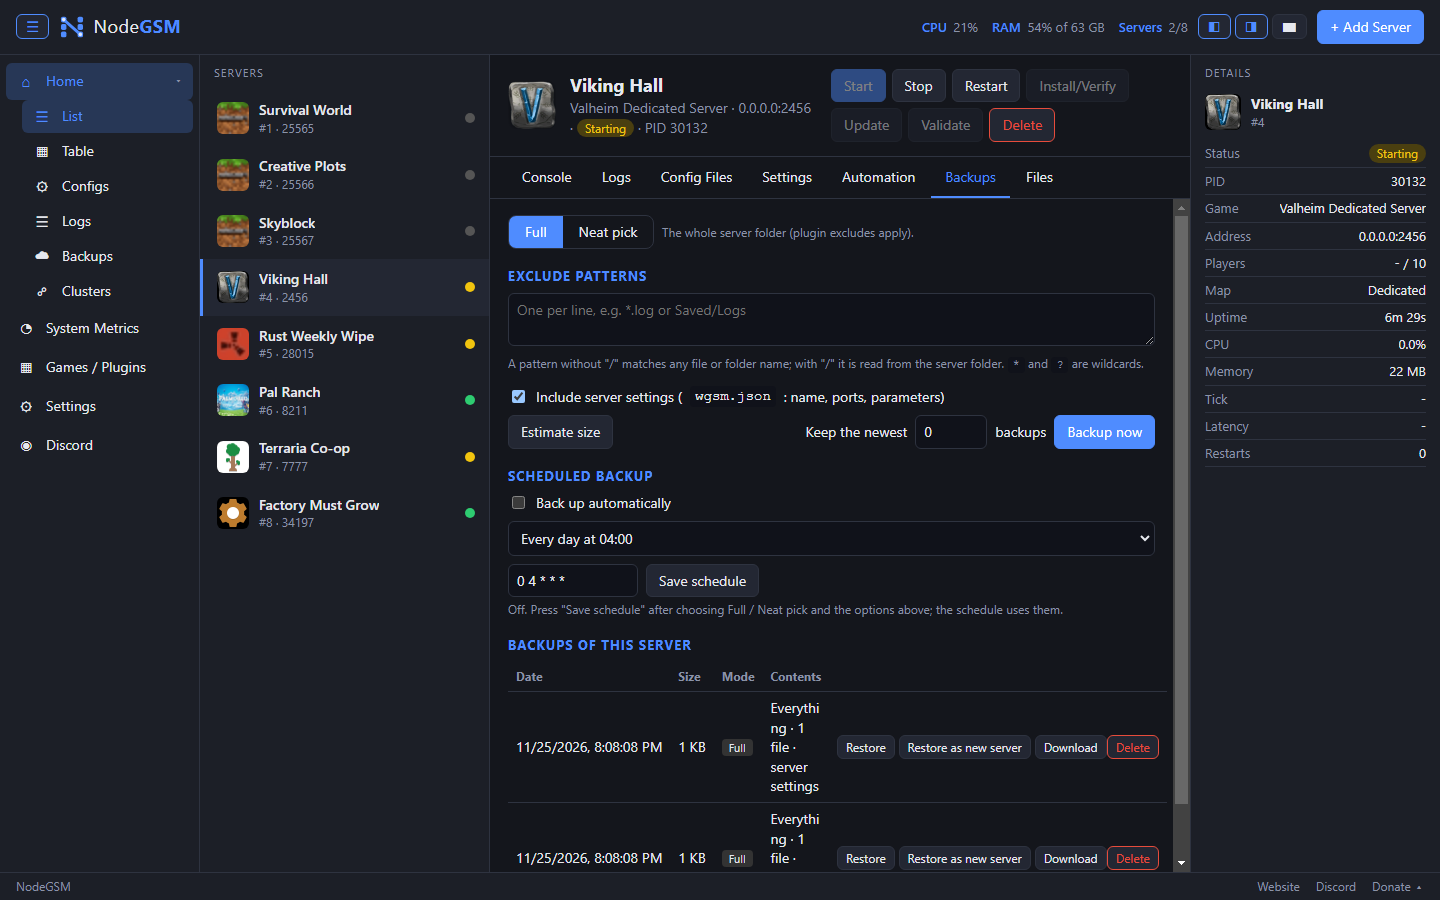 ☰ NodeGSM
CPU 21% RAM 54% of 63 GB Servers 2/8
+ Add Server
Home
List
Table
Configs
Logs
Backups
Clusters
System Metrics
Games / Plugins
Settings
Discord
SERVERS
Survival World
#1 · 25565
Creative Plots
#2 · 25566
Skyblock
#3 · 25567
Viking Hall
#4 · 2456
Rust Weekly Wipe
#5 · 28015
Pal Ranch
#6 · 8211
Terraria Co-op
#7 · 7777
Factory Must Grow
#8 · 34197
Viking Hall
Valheim Dedicated Server · 0.0.0.0:2456
· Starting · PID 30132
Start Stop Restart Install/Verify
Update Validate Delete
Console Logs Config Files Settings Automation Backups Files
Full Neat pick The whole server folder (plugin excludes apply).
EXCLUDE PATTERNS
One per line, e.g. *.log or Saved/Logs
A pattern without "/" matches any file or folder name; with "/" it is read from the server folder. * and ? are wildcards.
Include server settings ( wgsm.json : name, ports, parameters)
Estimate size Keep the newest 0 backups Backup now
SCHEDULED BACKUP
Back up automatically
Every day at 04:00
0 4 * * * Save schedule
Off. Press "Save schedule" after choosing Full / Neat pick and the options above; the schedule uses them.
BACKUPS OF THIS SERVER
Date Size Mode Contents
11/25/2026, 8:08:08 PM 1 KB Full
Everythi
ng · 1
file ·
server
settings
Restore Restore as new server Download Delete
11/25/2026, 8:08:08 PM 1 KB Full
Everythi
ng · 1
file ·
Restore Restore as new server Download Delete
DETAILS
Viking Hall
#4
Status Starting
PID 30132
Game Valheim Dedicated Server
Address 0.0.0.0:2456
Players - / 10
Map Dedicated
Uptime 6m 29s
CPU 0.0%
Memory 22 MB
Tick -
Latency -
Restarts 0
NodeGSM
Website Discord Donate